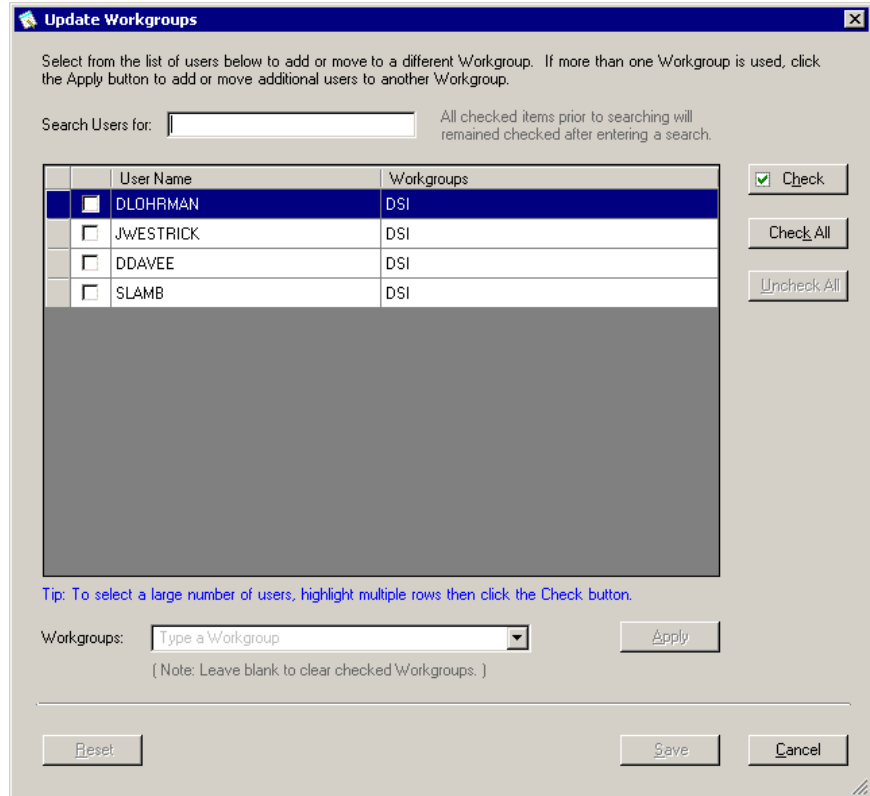 Update Workgroups
Select from the list of users below to add or move to a different Workgroup. If more than one Workgroup is used, click
the Apply button to add or move additional users to another Workgroup.
Search Users for:
All checked items prior to searching will
remained checked after entering a search.
User Name Workgroups
Check
DLOHRMAN DSI
JWESTRICK DSI
Check All
DDAVEE DSI
SLAMB DSI
Uncheck All
Tip: To select a large number of users, highlight multiple rows then click the Check button.
Workgroups: Type a Workgroup Apply
( Note: Leave blank to clear checked Workgroups. )
Reset Save Cancel